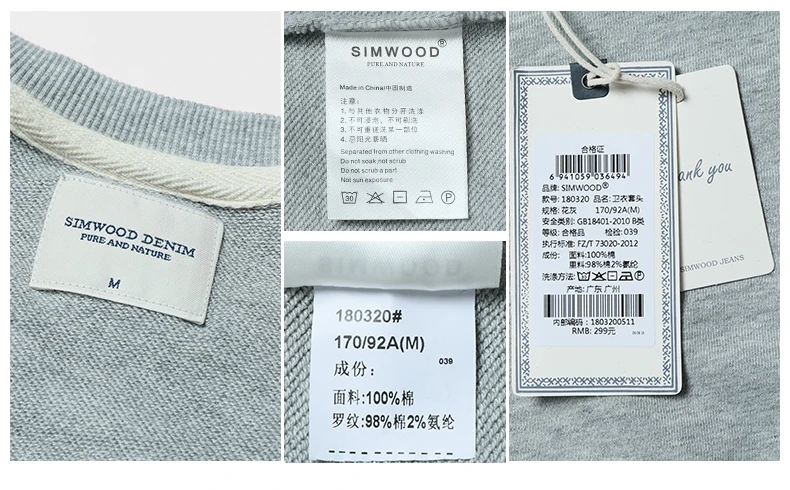 SIMWOOD DENIM
PURE AND NATURE
M
SIMWOOD®
PURE AND NATURE
Made in China/中国制造
注意：
1. 与其他衣物分开洗涤
2. 不可浸泡、不可刷洗
3. 不可重搓洗某一部位
4. 忌阳光暴晒
Separated from other clothing washing
Do not soak,not scrub
Do not scrub a part
Not sun exposure
30
P
180320#
170/92A(M)
039
成份：
面料:100%棉
罗纹:98%棉2%氨纶
合格证
6 941059 036494
品牌: SIMWOOD®
款号: 180320 品名: 卫衣套头
规格: 花灰 170/92A(M)
安全类别: GB18401-2010 B类
等级: 合格品 检验: 039
执行标准: FZ/T 73020-2012
成份: 面料:100%棉
里料:98%棉2%氨纶
洗涤方法:
产地: 广东 广州
内部编码: 1803200511
RMB: 299元
ank you
SIMWOOD JEANS